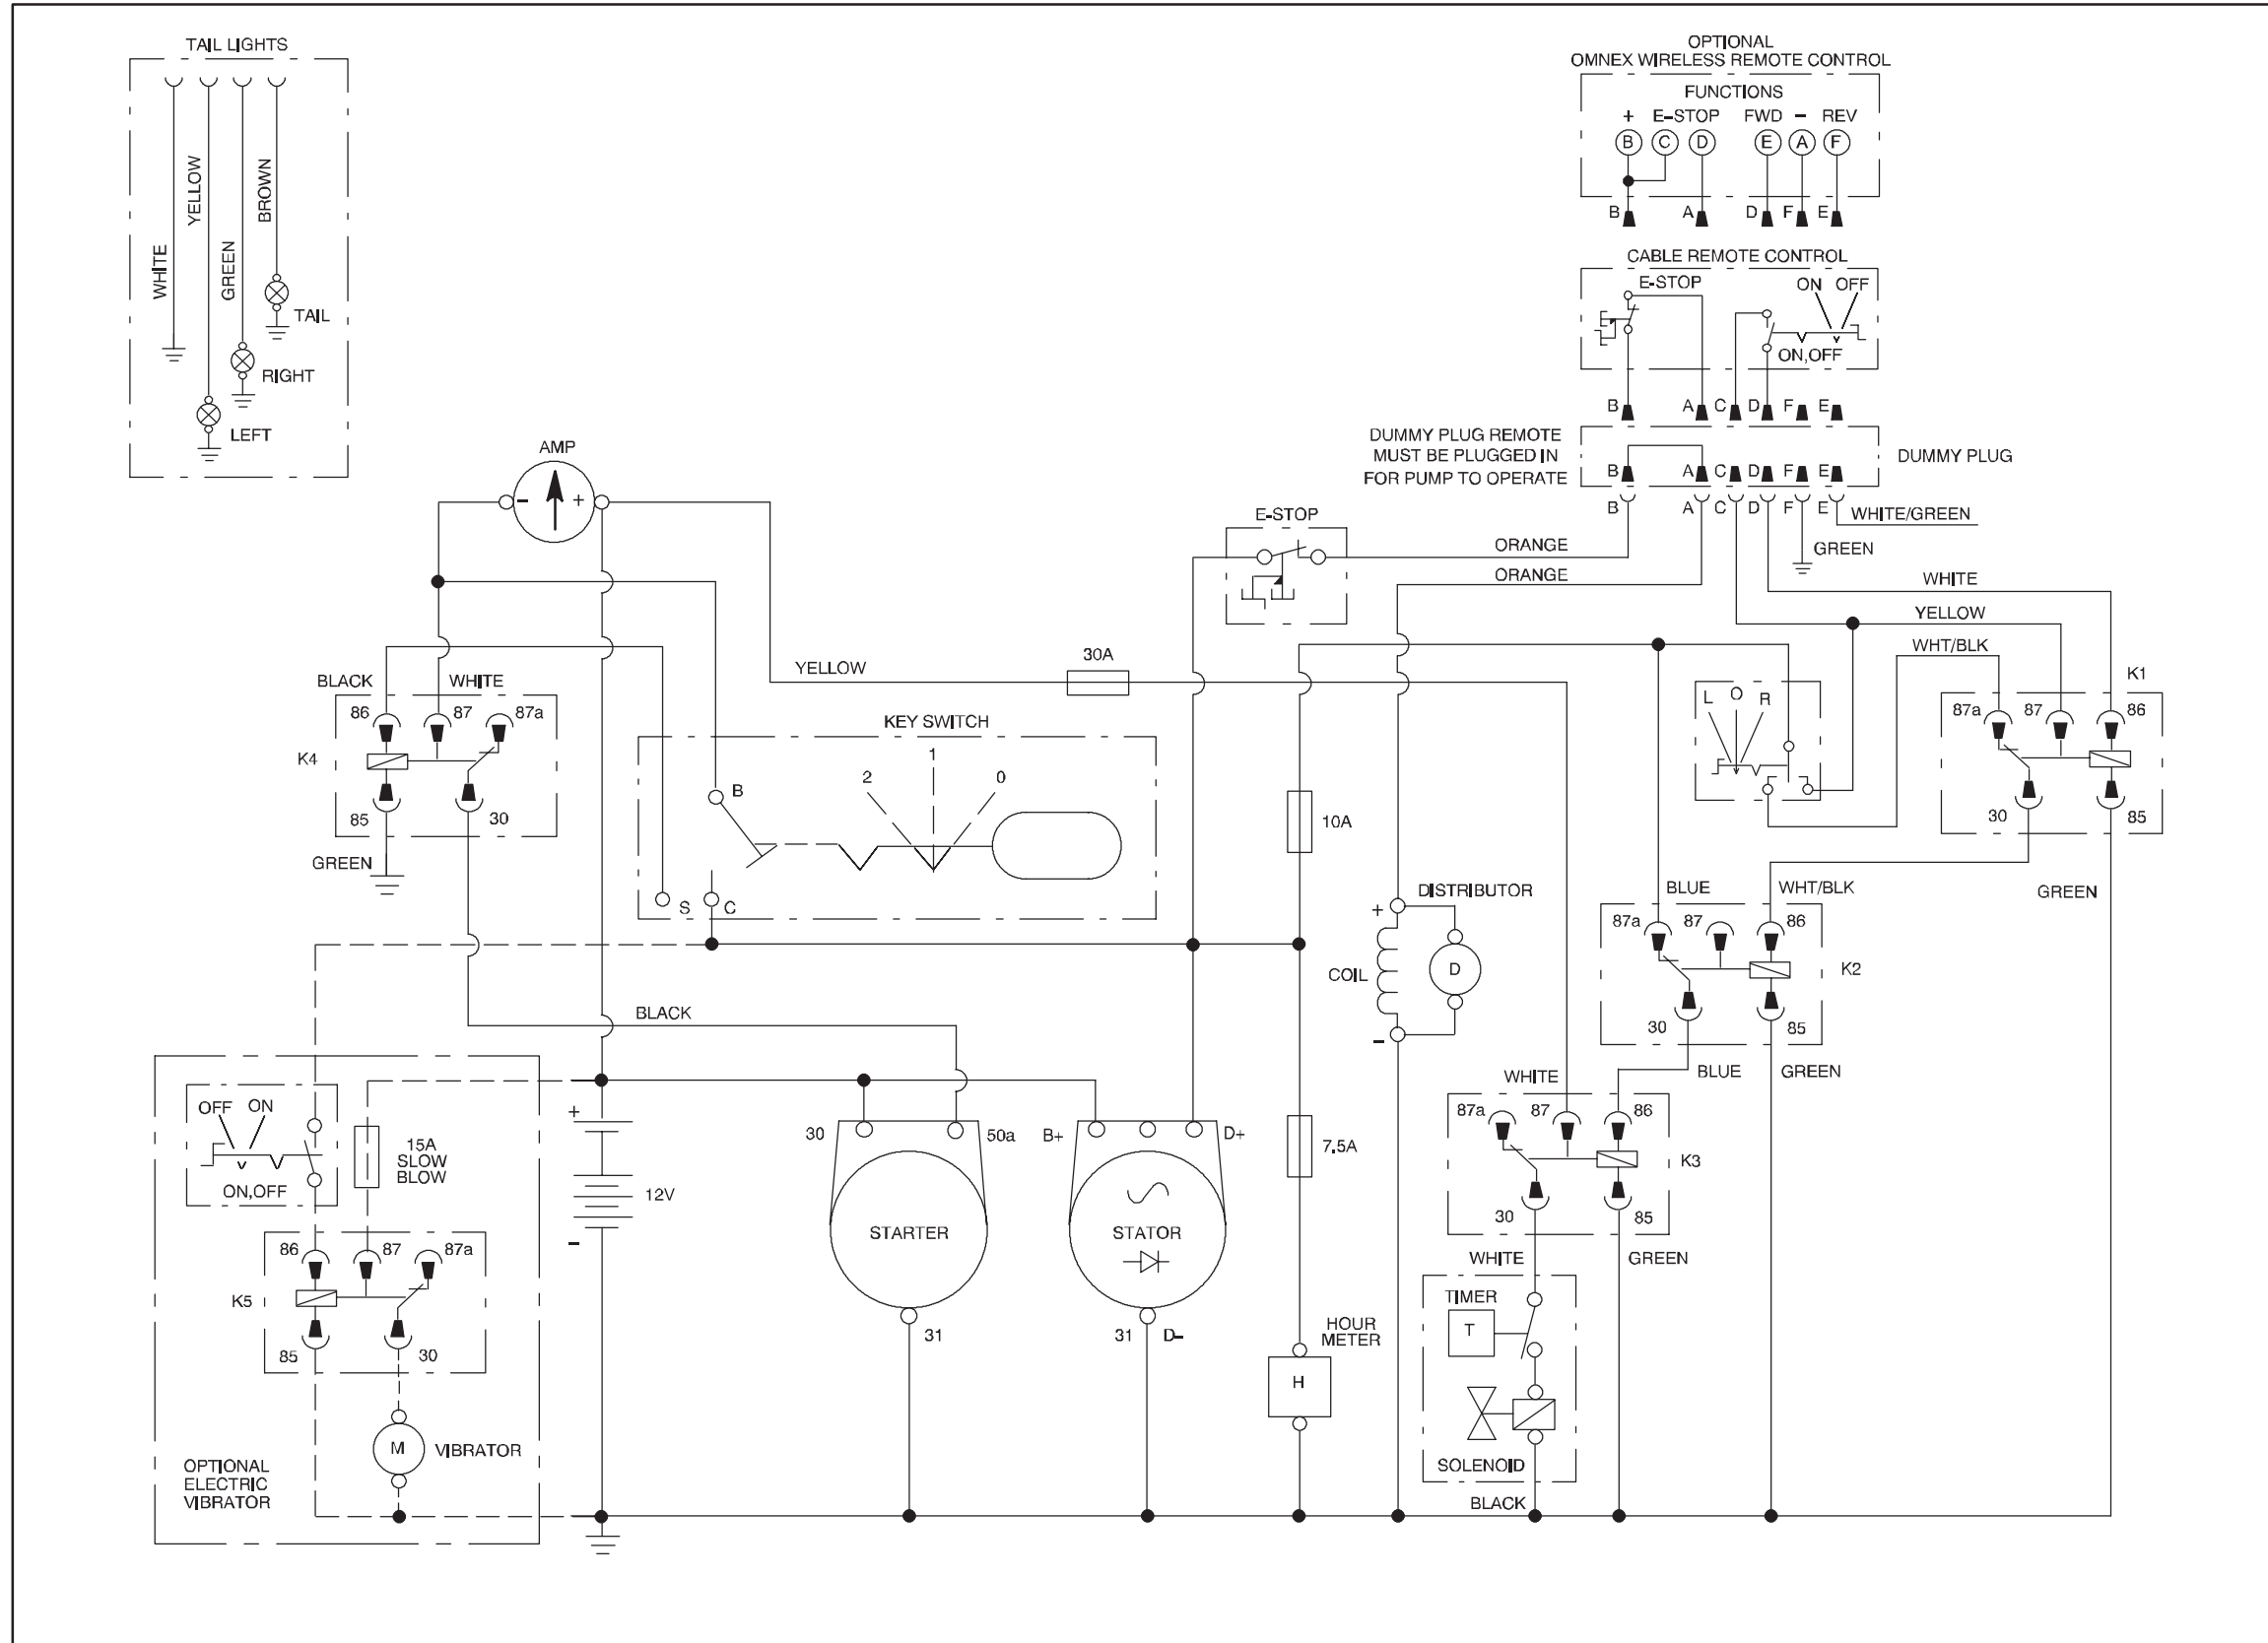 TAIL LIGHTS
WHITE
YELLOW
GREEN
BROWN
TAIL
RIGHT
LEFT
OPTIONAL
OMNEX WIRELESS REMOTE CONTROL
FUNCTIONS
+ E-STOP FWD - REV
B C D E A F
B A D F E
CABLE REMOTE CONTROL
E-STOP
ON OFF
ON,OFF
B A C D F E
DUMMY PLUG REMOTE
MUST BE PLUGGED IN
FOR PUMP TO OPERATE
B A C D F E
DUMMY PLUG
B A C D F E
WHITE/GREEN
GREEN
AMP
- +
E-STOP
ORANGE
ORANGE
WHITE
YELLOW
WHT/BLK
K1
87a 87 86
30 85
GREEN
L O R
YELLOW
30A
BLACK WHITE
86 87 87a
K4
85 30
GREEN
KEY SWITCH
2 1 0
B
S C
10A
DISTRIBUTOR
+
COIL
D
-
BLUE WHT/BLK
87a 87 86
K2
30 85
BLUE GREEN
BLACK
OFF ON
ON,OFF
15A
SLOW
BLOW
86 87 87a
K5
85 30
M
VIBRATOR
OPTIONAL
ELECTRIC
VIBRATOR
+
12V
-
30 50a
STARTER
31
B+ D+
STATOR
31 D-
7.5A
HOUR
METER
H
WHITE
87a 87 86
K3
30 85
WHITE GREEN
TIMER
T
SOLENOID
BLACK